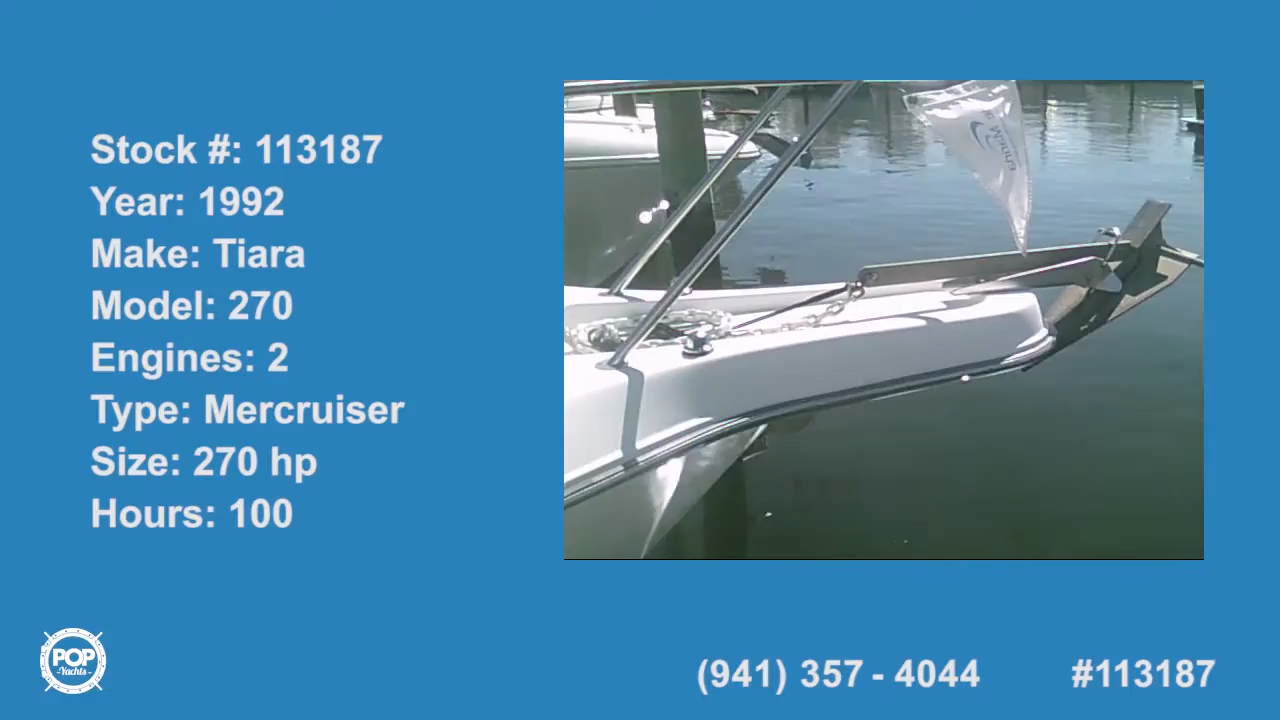 Stock #: 113187
Year: 1992
Make: Tiara
Model: 270
Engines: 2
Type: Mercruiser
Size: 270 hp
Hours: 100
POP
Yachts
(941) 357 - 4044
#113187